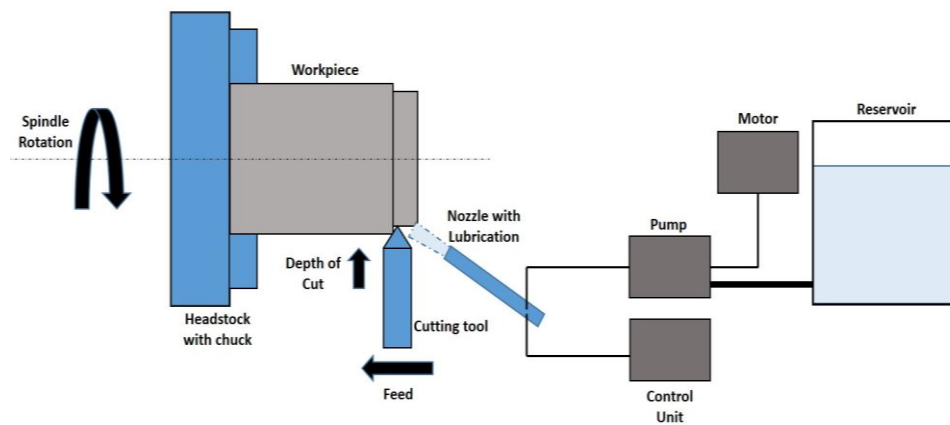 Workpiece
Spindle
Rotation
Motor
Reservoir
Nozzle with
Lubrication
Pump
Depth of
Cut
Headstock
with chuck
Cutting tool
Feed
Control
Unit